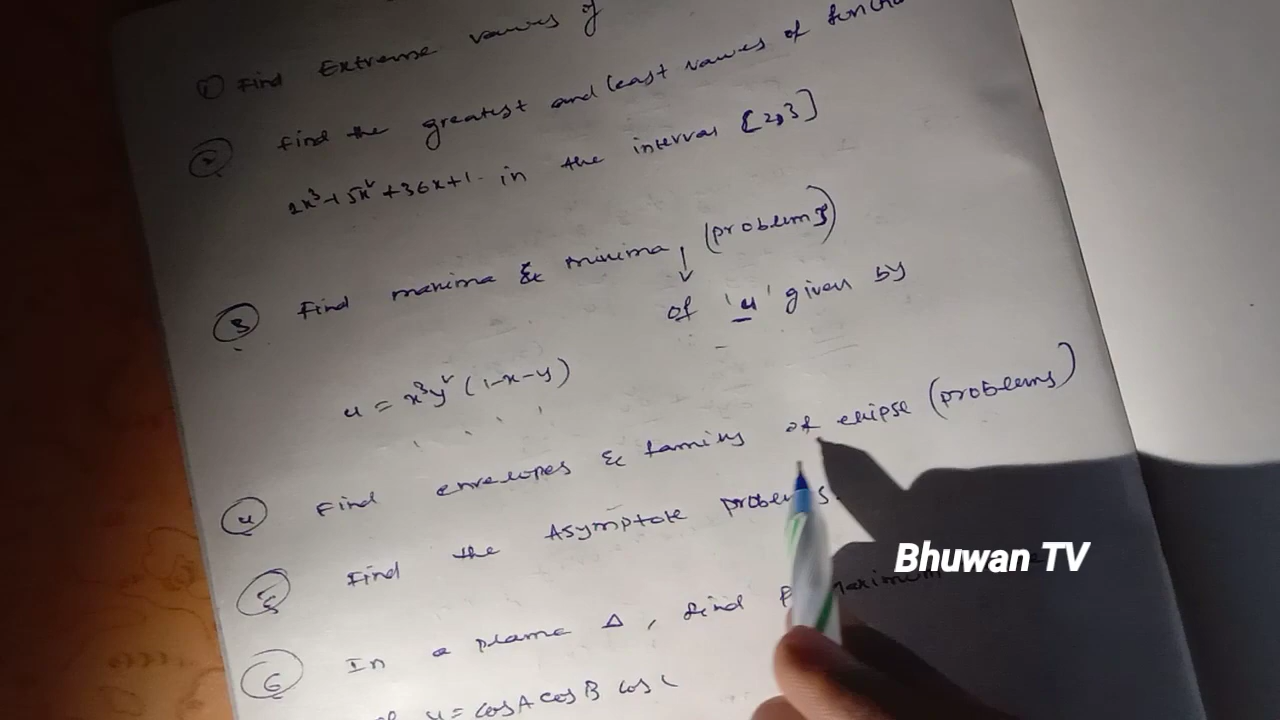 ① Find Extreme values of
② find the greatest and least values of
2x³+15x²+36x+1 in the interval [2,3]
③ Find maxima & minima, (problems)
of 'u' given by
u = x³y² (1-x-y)
④ Find envelopes & family of ellipse (problems)
⑤ Find the Asymptote problems.
Bhuwan TV
⑥ In a plane Δ, find maximum
u = cosA cosB cos C